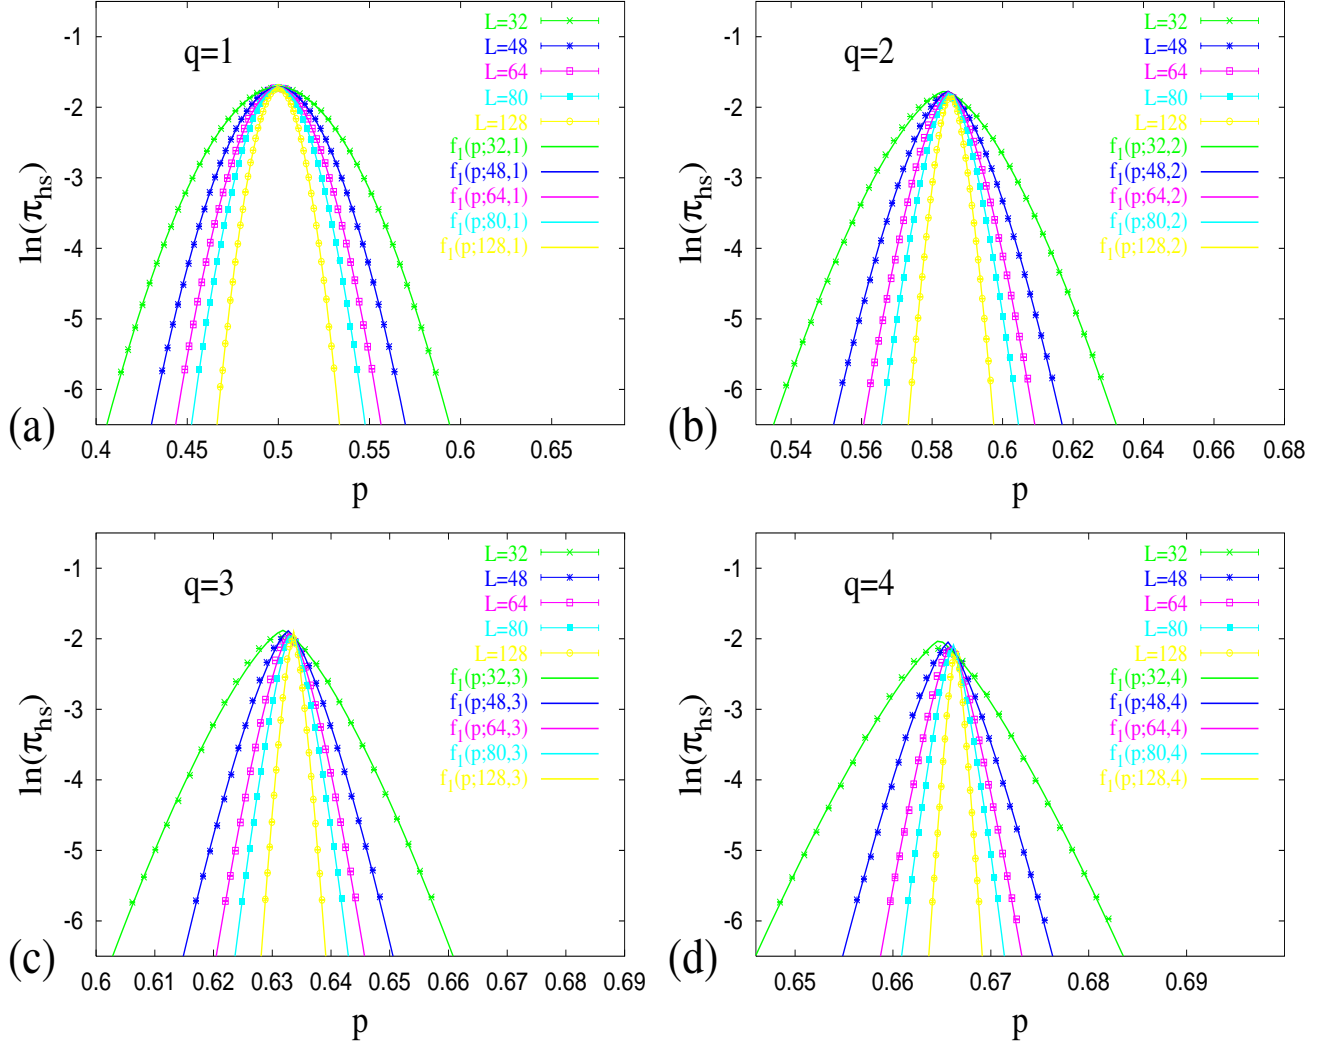 -1
-2
-3
-4
-5
-6
ln(π_hs)
q=1
L=32
L=48
L=64
L=80
L=128
f₁(p;32,1)
f₁(p;48,1)
f₁(p;64,1)
f₁(p;80,1)
f₁(p;128,1)
(a)
0.4 0.45 0.5 0.55 0.6 0.65
p
-1
-2
-3
-4
-5
-6
ln(π_hs)
q=2
L=32
L=48
L=64
L=80
L=128
f₁(p;32,2)
f₁(p;48,2)
f₁(p;64,2)
f₁(p;80,2)
f₁(p;128,2)
(b)
0.54 0.56 0.58 0.6 0.62 0.64 0.66 0.68
p
-1
-2
-3
-4
-5
-6
ln(π_hs)
q=3
L=32
L=48
L=64
L=80
L=128
f₁(p;32,3)
f₁(p;48,3)
f₁(p;64,3)
f₁(p;80,3)
f₁(p;128,3)
(c)
0.6 0.61 0.62 0.63 0.64 0.65 0.66 0.67 0.68 0.69
p
-1
-2
-3
-4
-5
-6
ln(π_hs)
q=4
L=32
L=48
L=64
L=80
L=128
f₁(p;32,4)
f₁(p;48,4)
f₁(p;64,4)
f₁(p;80,4)
f₁(p;128,4)
(d)
0.65 0.66 0.67 0.68 0.69
p